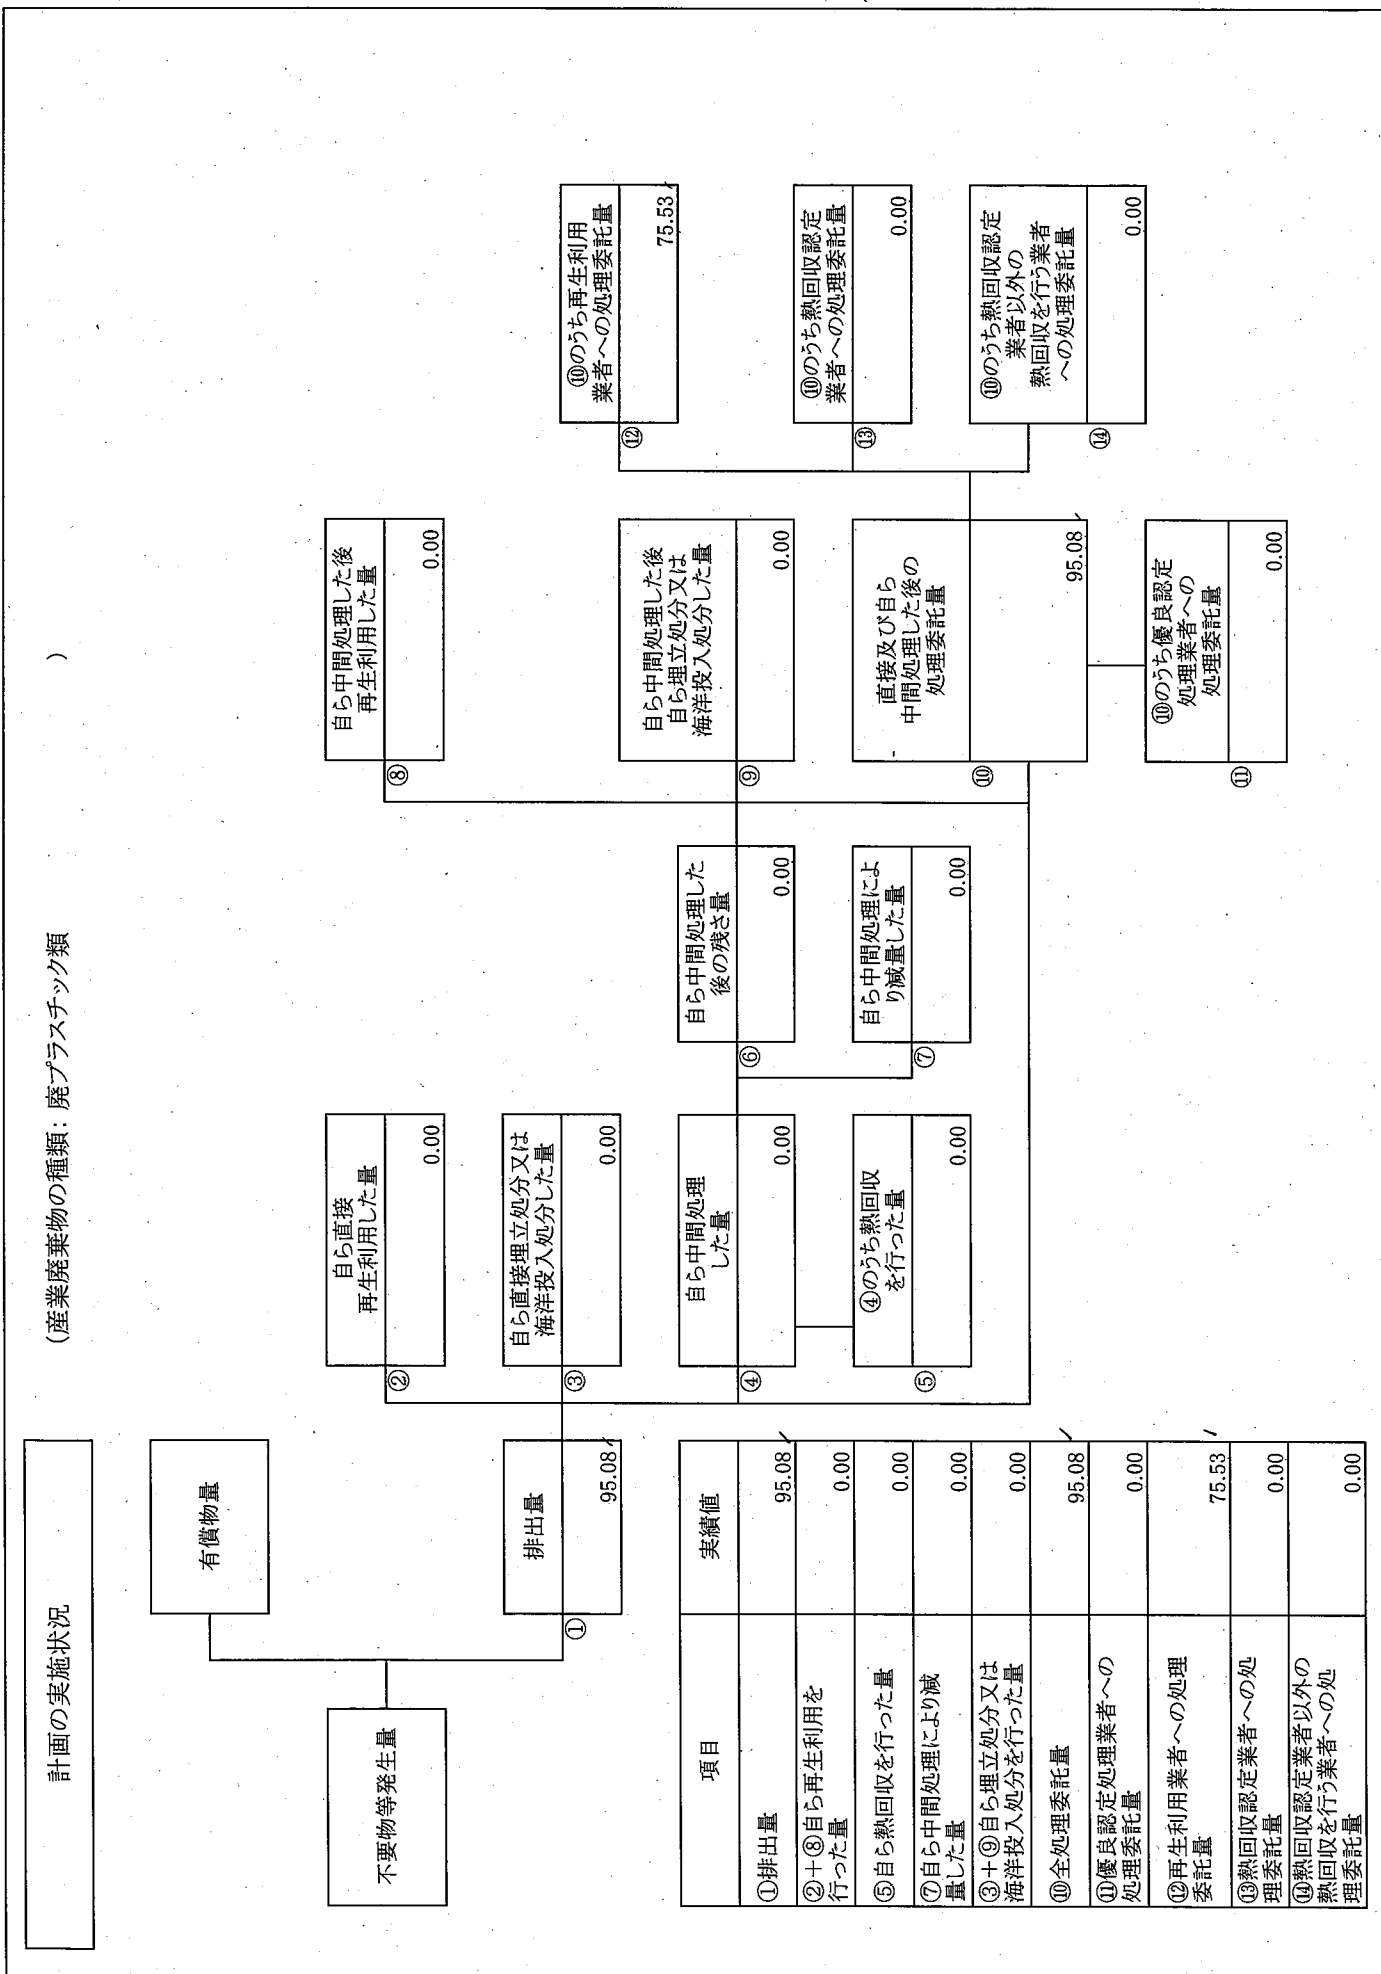 計画の実施状況
(産業廃棄物の種類: 廃プラスチック類
)
不要物等発生量
有償物量
排出量
①
95.08
自ら直接
再生利用した量
②
0.00
自ら直接埋立処分又は
海洋投入処分した量
③
0.00
自ら中間処理
した量
④
0.00
④のうち熱回収
を行った量
⑤
0.00
自ら中間処理した
後の残さ量
⑥
0.00
自ら中間処理によ
り減量した量
⑦
0.00
自ら中間処理した後
再生利用した量
⑧
0.00
自ら中間処理した後
自ら埋立処分又は
海洋投入処分した量
⑨
0.00
直接及び自ら
中間処理した後の
処理委託量
⑩
95.08
⑩のうち優良認定
処理業者への
処理委託量
⑪
0.00
⑩のうち再生利用
業者への処理委託量
⑫
75.53
⑩のうち熱回収認定
業者への処理委託量
⑬
0.00
⑩のうち熱回収認定
業者以外の
熱回収を行う業者
への処理委託量
⑭
0.00
項目
実績値
①排出量
95.08
②+⑧自ら再生利用を
行った量
0.00
⑤自ら熱回収を行った量
0.00
⑦自ら中間処理により減
量した量
0.00
③+⑨自ら埋立処分又は
海洋投入処分を行った量
0.00
⑩全処理委託量
95.08
⑪優良認定処理業者への
処理委託量
0.00
⑫再生利用業者への処理
委託量
75.53
⑬熱回収認定業者への処
理委託量
0.00
⑭熱回収認定業者以外の
熱回収を行う業者への処
理委託量
0.00